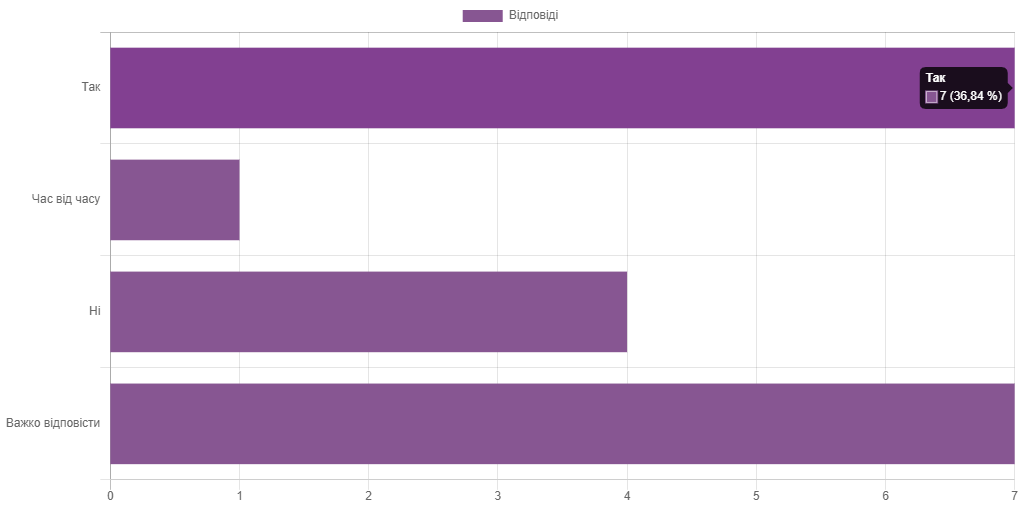 Відповіді
Так
Так
7 (36,84 %)
Час від часу
Ні
Важко відповісти
0 1 2 3 4 5 6 7